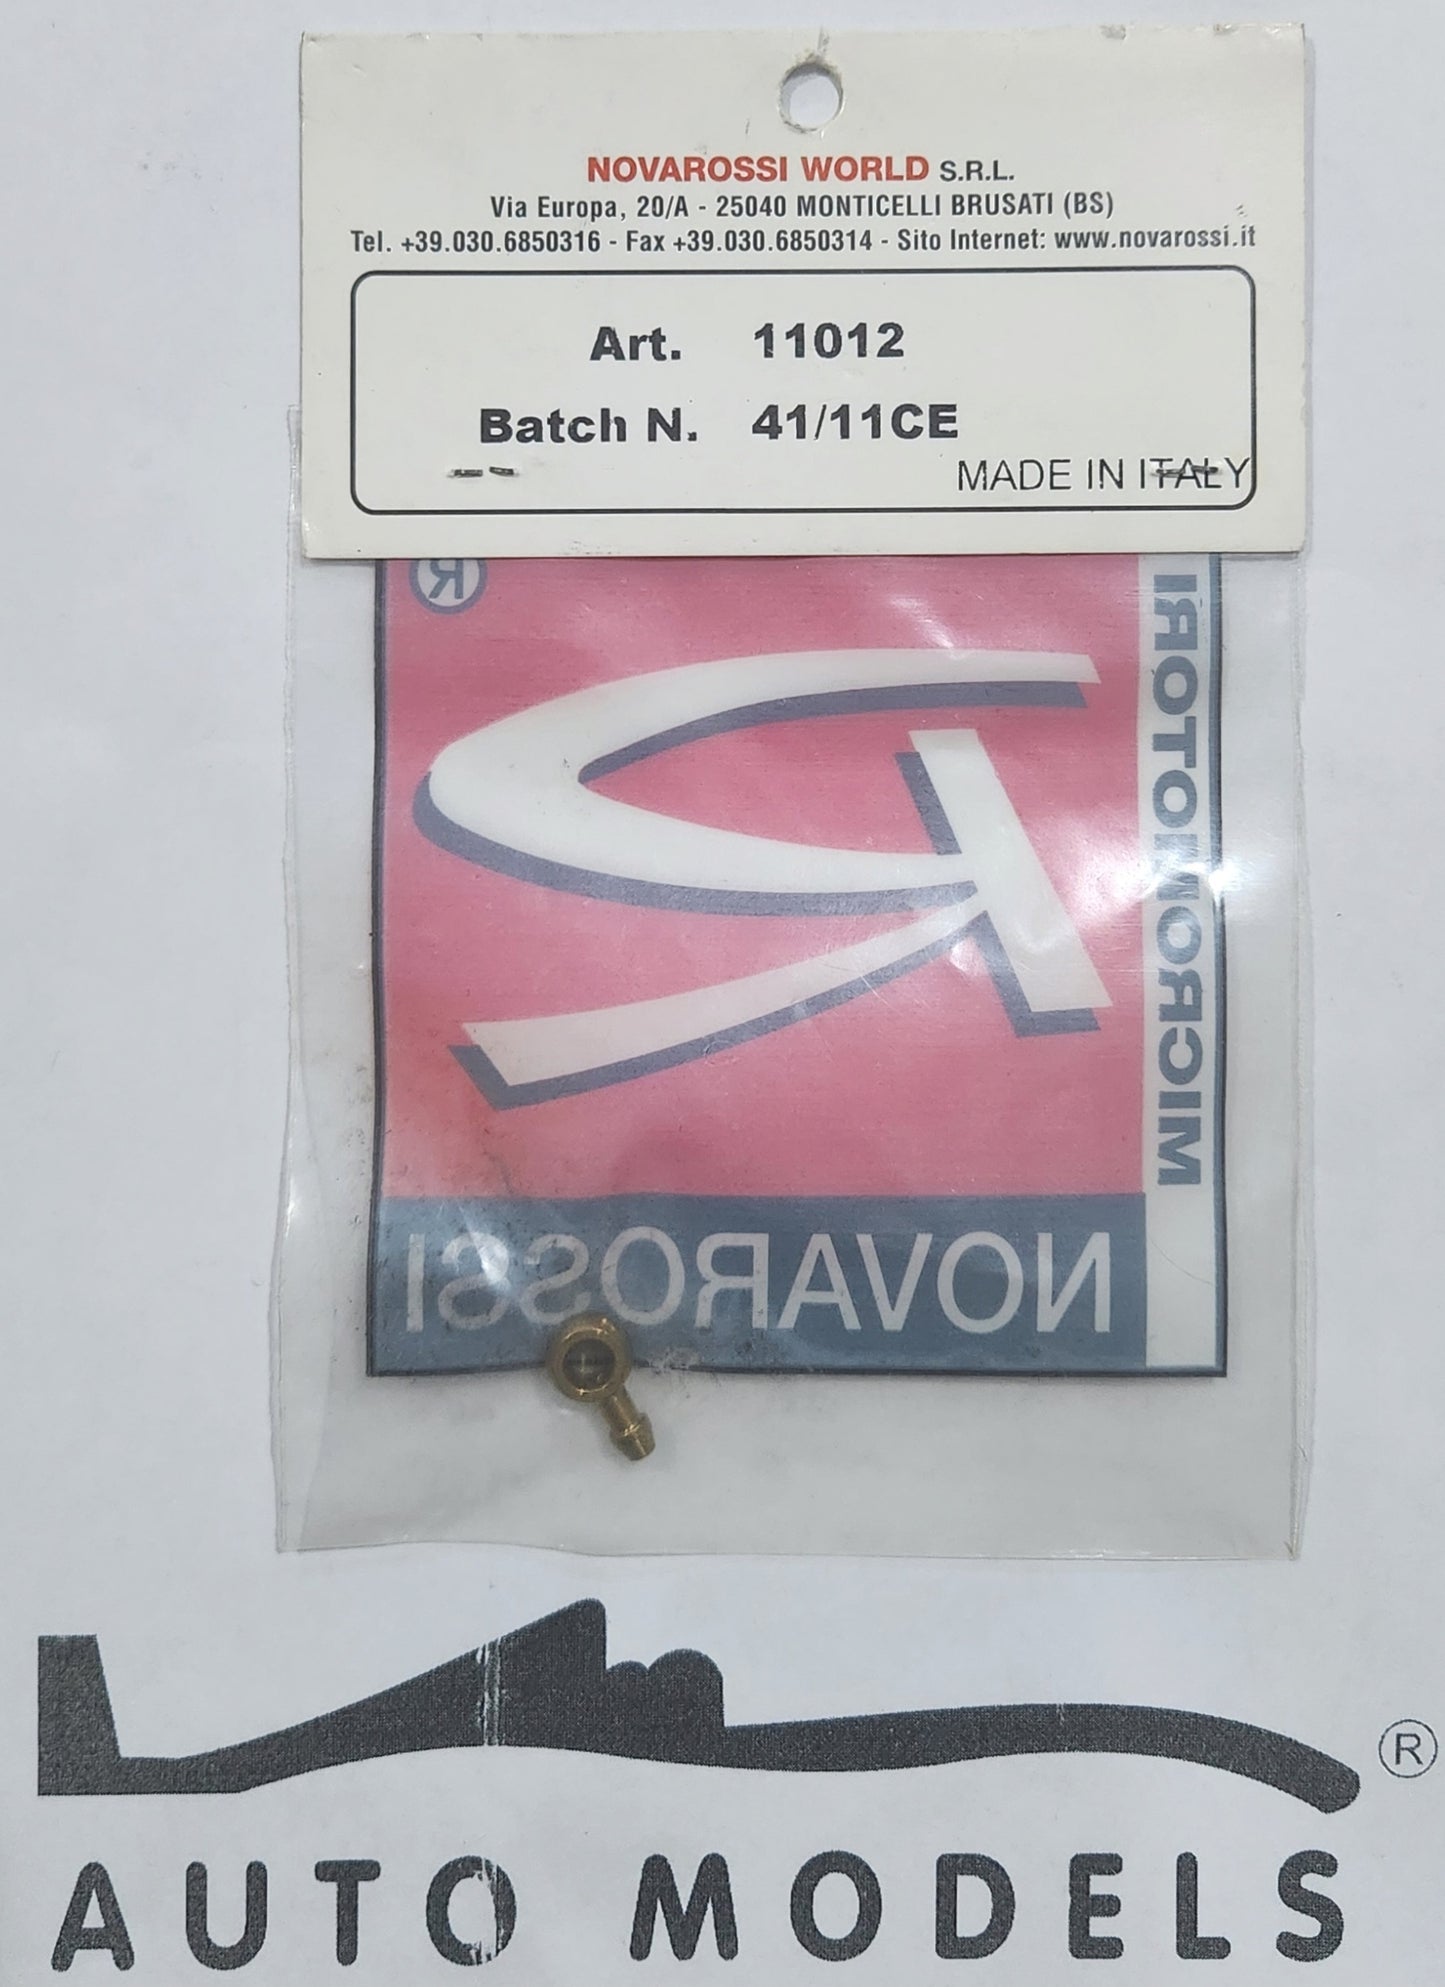 NOVAROSSI WORLD S.R.L.
Via Europa, 20/A - 25040 MONTICELLI BRUSATI (BS)
Tel. +39.030.6850316 - Fax +39.030.6850314 - Sito Internet: www.novarossi.it
Art. 11012
Batch N. 41/11CE
MADE IN ITALY
®
MICROMOTORI
NOVAROSSI
®
AUTO MODELS